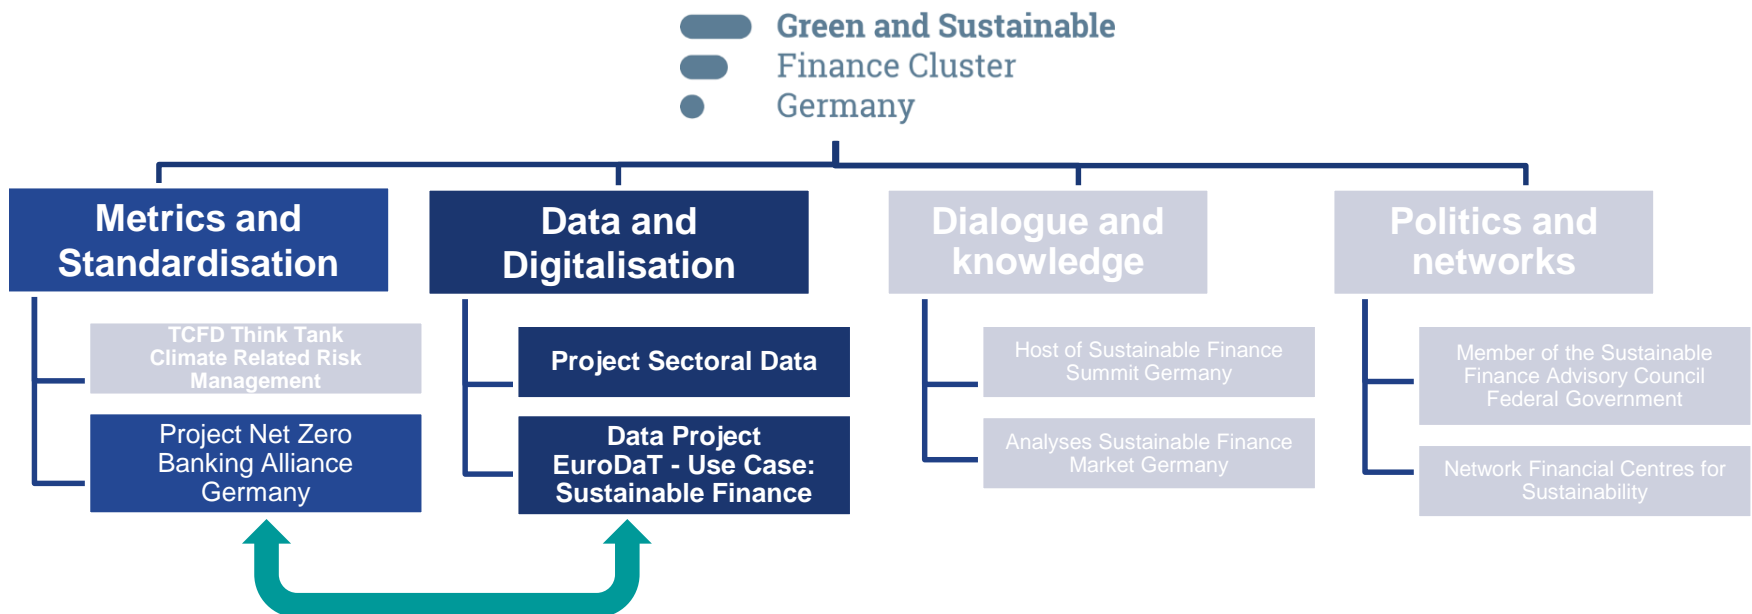 Green and Sustainable
Finance Cluster
Germany
Metrics and
Standardisation
TCFD Think Tank
Climate Related Risk
Management
Project Net Zero
Banking Alliance
Germany
Data and
Digitalisation
Project Sectoral Data
Data Project
EuroDaT - Use Case:
Sustainable Finance
Dialogue and
knowledge
Host of Sustainable Finance
Summit Germany
Analyses Sustainable Finance
Market Germany
Politics and
networks
Member of the Sustainable
Finance Advisory Council
Federal Government
Network Financial Centres for
Sustainability